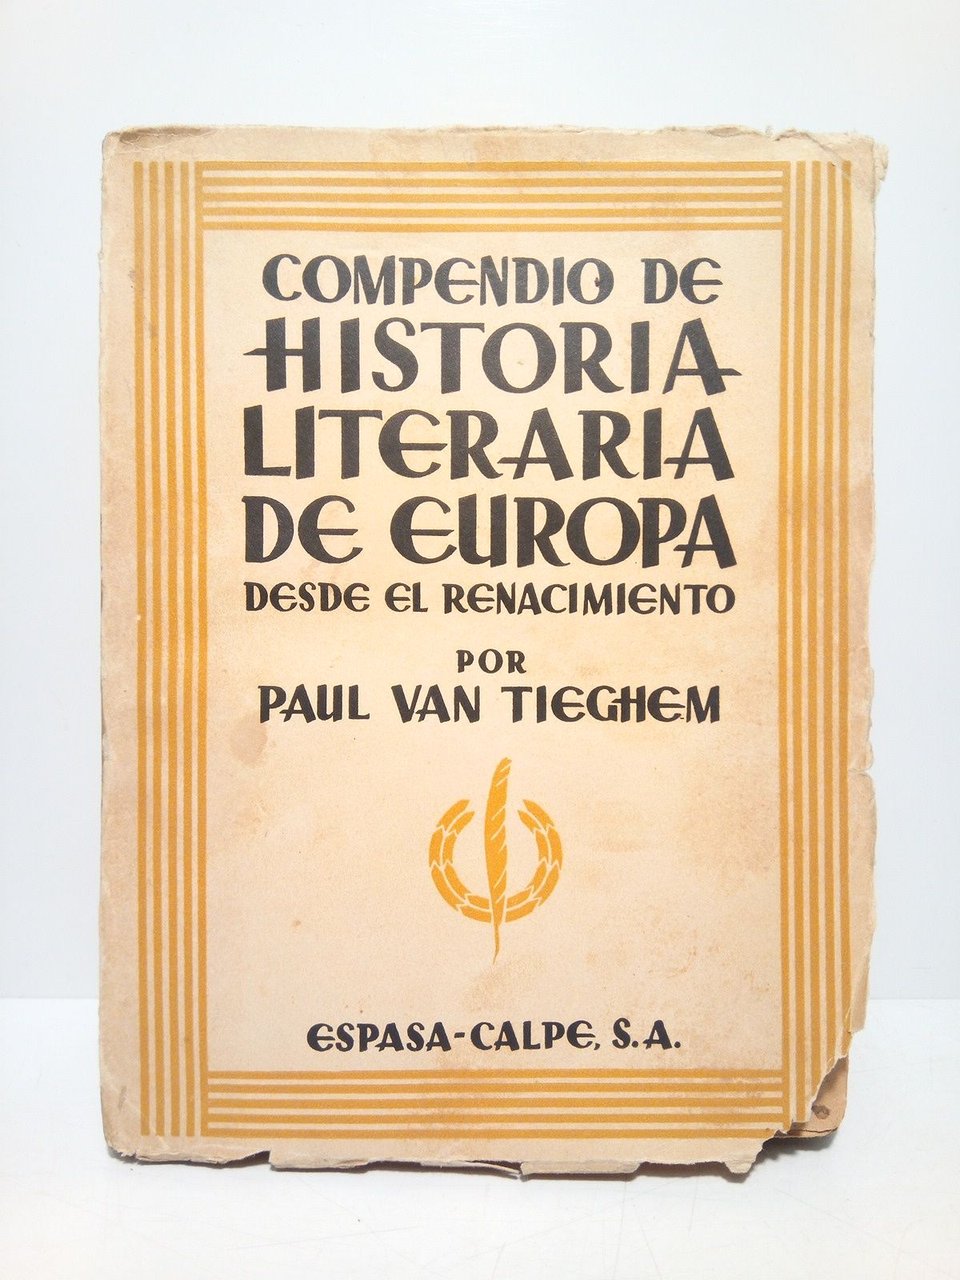 COMPENDIO DE
HISTORIA
LITERARIA
DE EUROPA
DESDE EL RENACIMIENTO
POR
PAUL VAN TIEGHEM
ESPASA-CALPE, S.A.